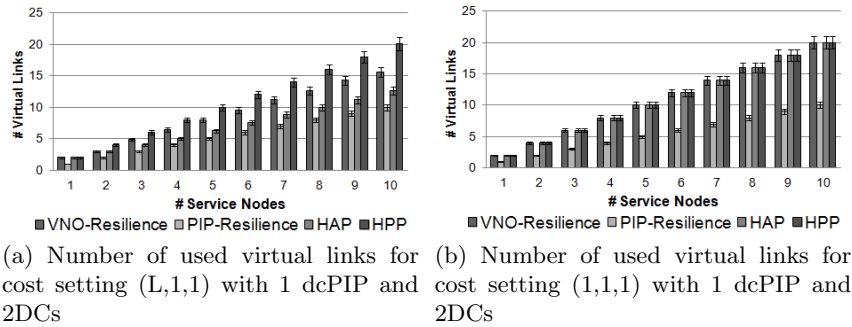 25
20
15
10
5
0
# Virtual Links
1 2 3 4 5 6 7 8 9 10
# Service Nodes
VNO-Resilience PIP-Resilience HAP HPP
(a) Number of used virtual links for
cost setting (L,1,1) with 1 dcPIP and
2DCs
25
20
15
10
5
0
# Virtual Links
1 2 3 4 5 6 7 8 9 10
# Service Nodes
VNO-Resilience PIP-Resilience HAP HPP
(b) Number of used virtual links for
cost setting (1,1,1) with 1 dcPIP and
2DCs